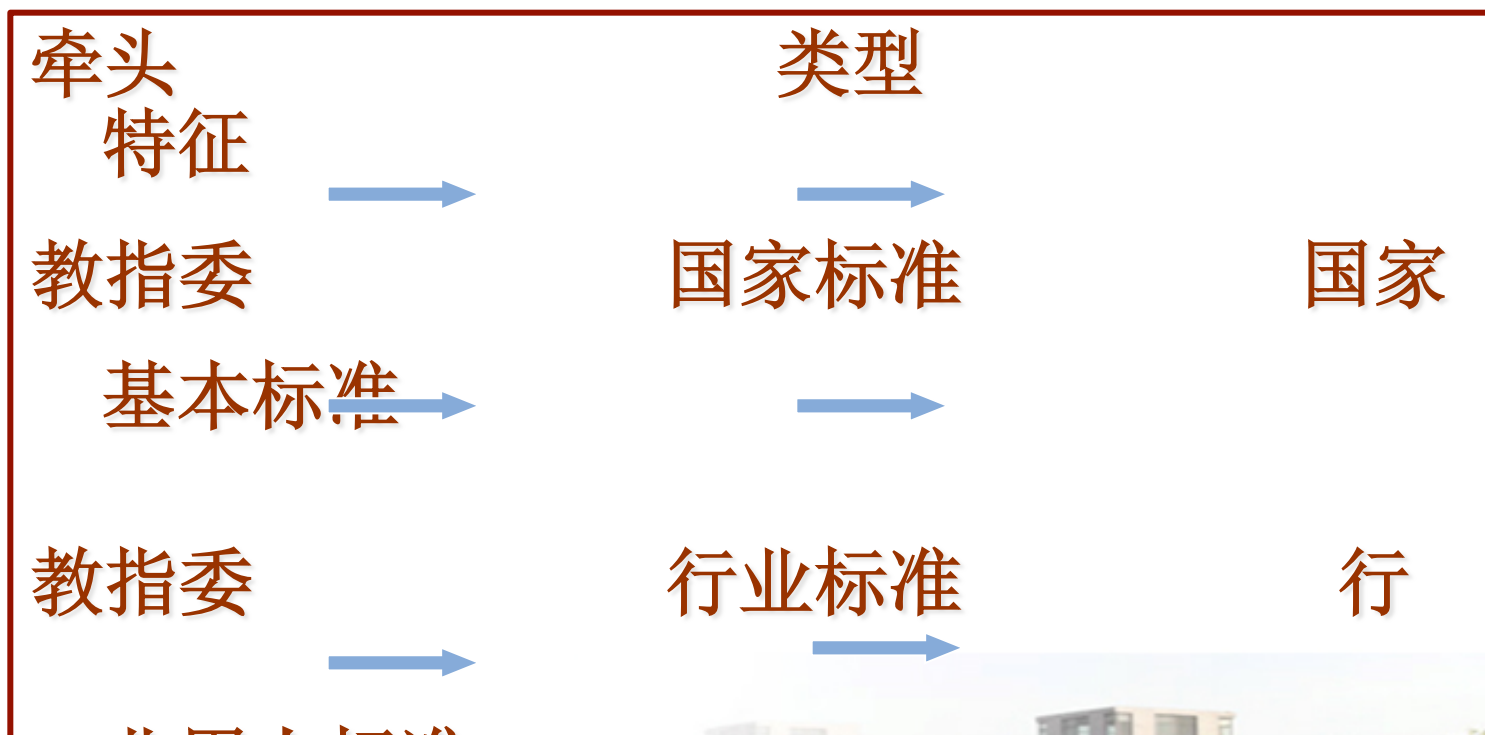 牵头 类型
特征
教指委 国家标准 国家
基本标准
教指委 行业标准 行